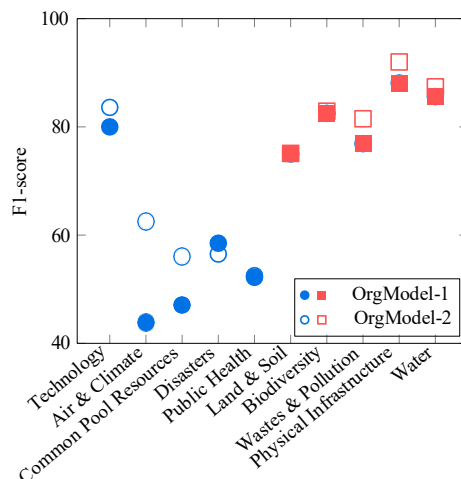 100
80
60
40
F1-score
OrgModel-1
OrgModel-2
Technology
Air & Climate
Common Pool Resources
Disasters
Public Health
Land & Soil
Biodiversity
Wastes & Pollution
Physical Infrastructure
Water